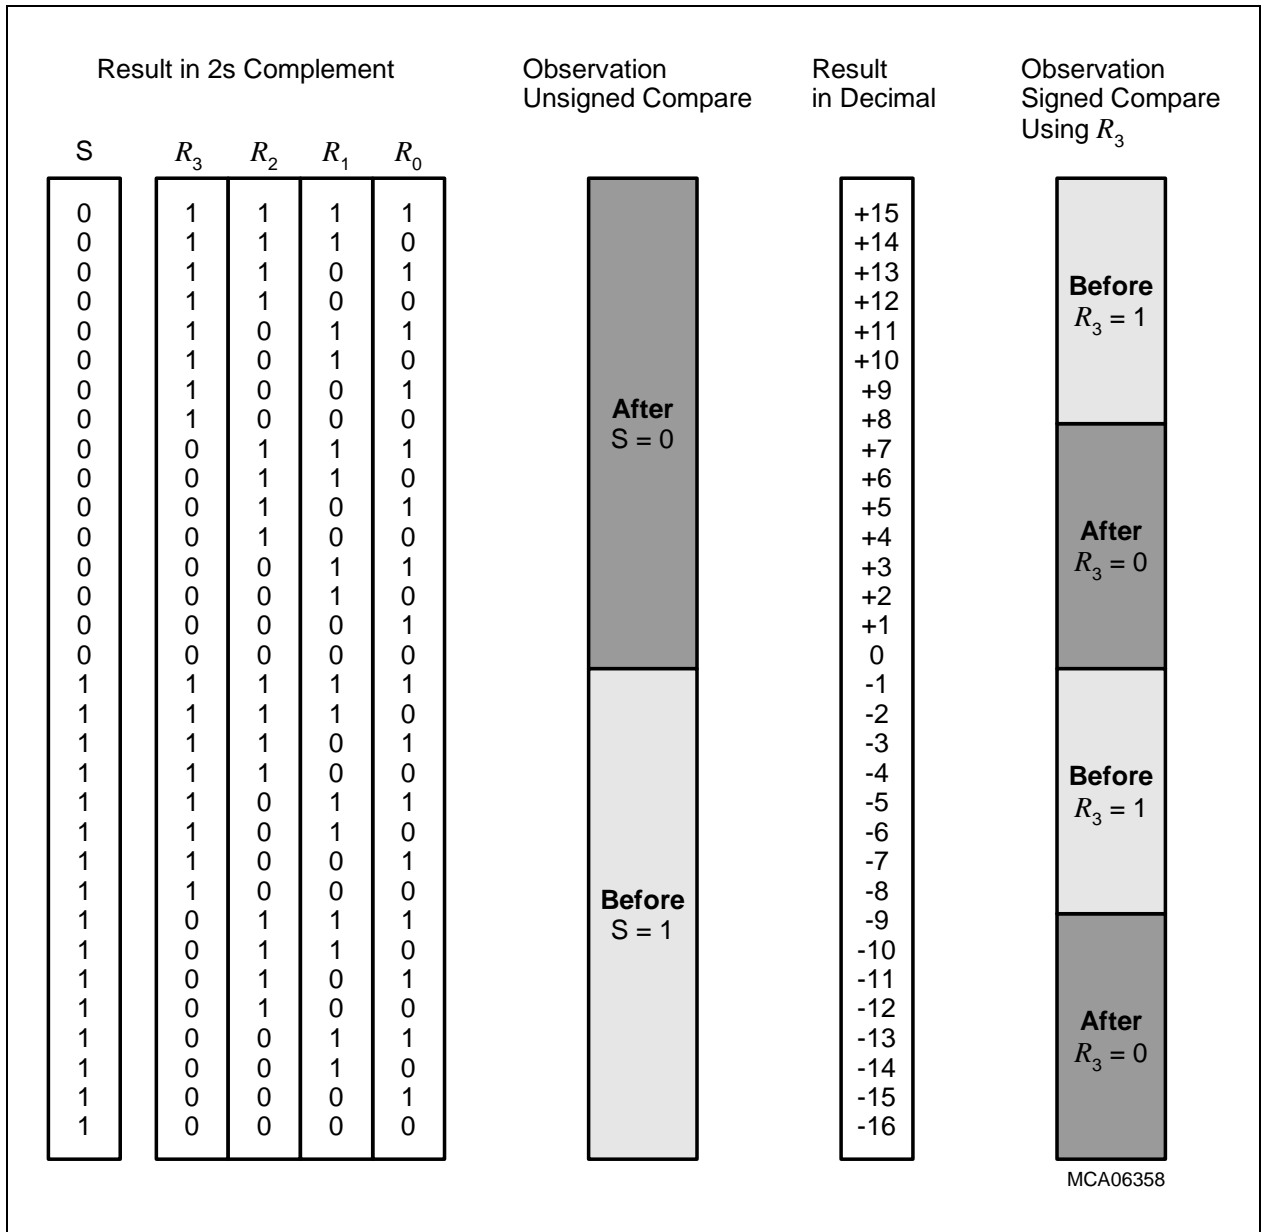 Result in 2s Complement Observation Result Observation
Unsigned Compare in Decimal Signed Compare
Using R3
S R3 R2 R1 R0
0 1 1 1 1 +15
0 1 1 1 0 +14
0 1 1 0 1 +13
0 1 1 0 0 +12 Before
0 1 0 1 1 +11 R3 = 1
0 1 0 1 0 +10
0 1 0 0 1 +9
0 1 0 0 0 After +8
0 0 1 1 1 S = 0 +7
0 0 1 1 0 +6
0 0 1 0 1 +5
0 0 1 0 0 +4 After
0 0 0 1 1 +3 R3 = 0
0 0 0 1 0 +2
0 0 0 0 1 +1
0 0 0 0 0 0
1 1 1 1 1 -1
1 1 1 1 0 -2
1 1 1 0 1 -3
1 1 1 0 0 -4 Before
1 1 0 1 1 -5 R3 = 1
1 1 0 1 0 -6
1 1 0 0 1 -7
1 1 0 0 0 Before -8
1 0 1 1 1 S = 1 -9
1 0 1 1 0 -10
1 0 1 0 1 -11
1 0 1 0 0 -12 After
1 0 0 1 1 -13 R3 = 0
1 0 0 1 0 -14
1 0 0 0 1 -15
1 0 0 0 0 -16
MCA06358